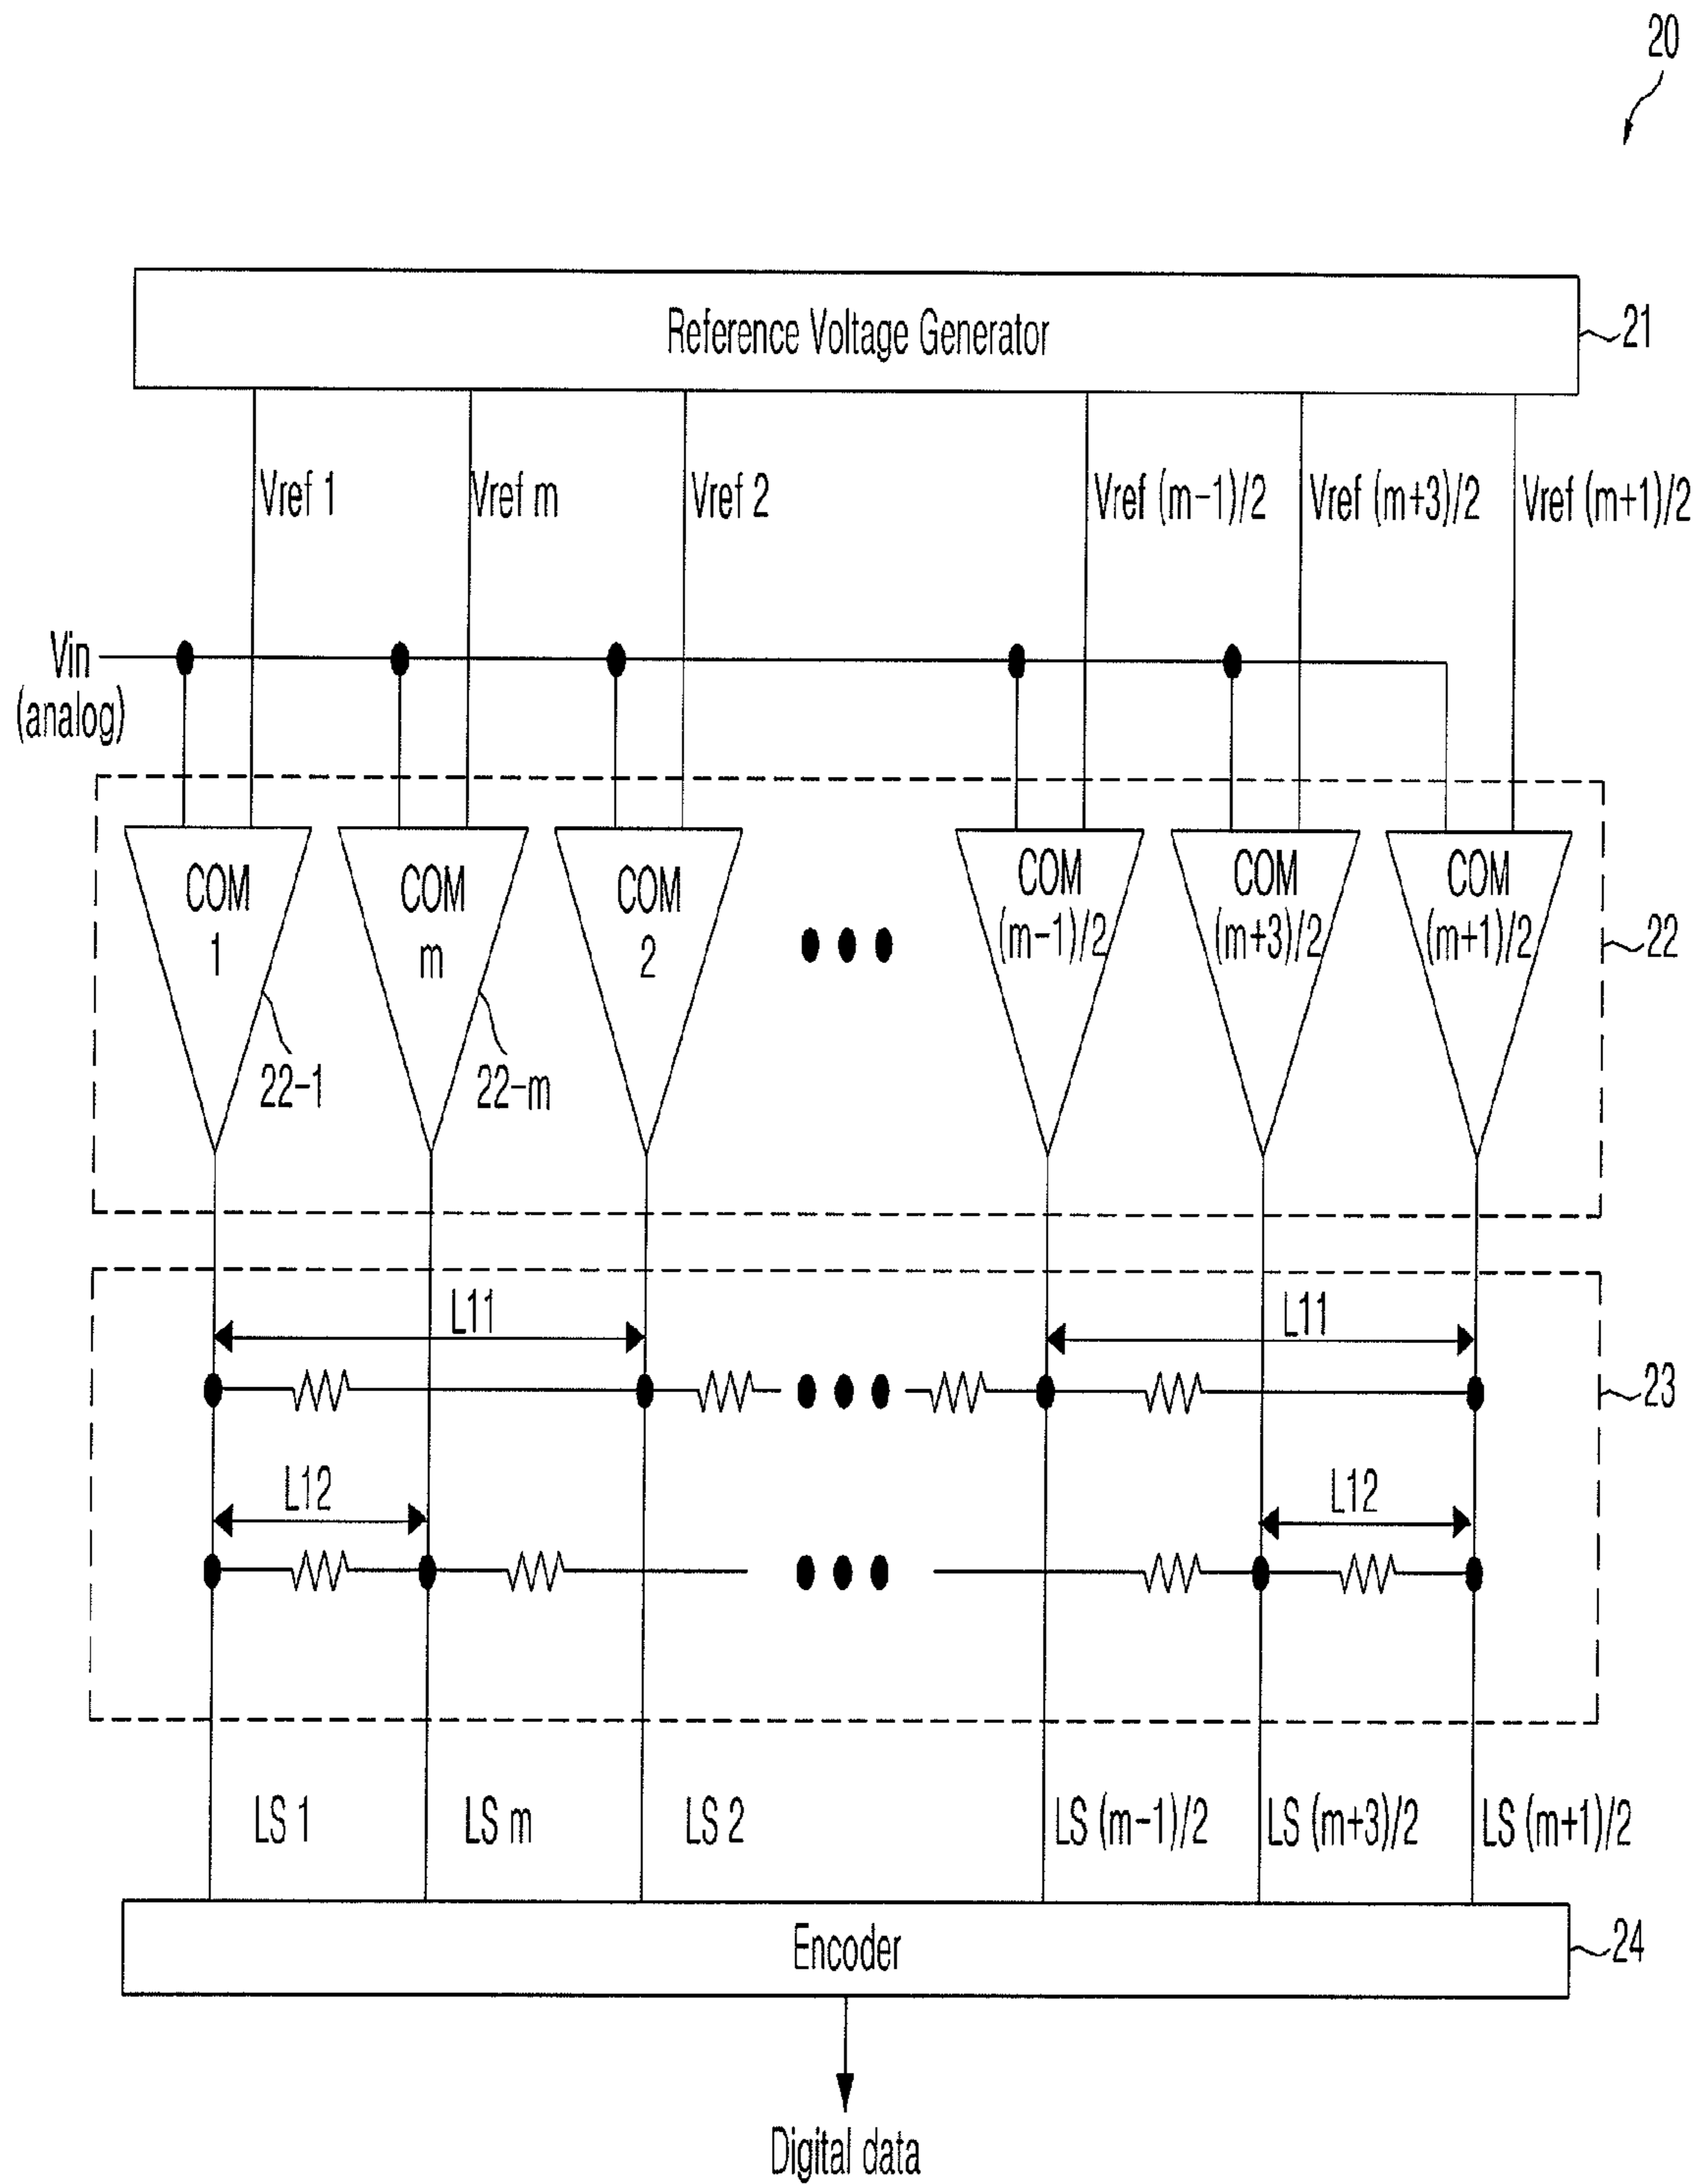 20
Reference Voltage Generator
21
Vref 1
Vref m
Vref 2
Vref (m-1)/2
Vref (m+3)/2
Vref (m+1)/2
Vin
(analog)
COM
1
COM
m
COM
2
COM
(m-1)/2
COM
(m+3)/2
COM
(m+1)/2
22
22-1
22-m
L11
L11
23
L12
L12
LS 1
LS m
LS 2
LS (m-1)/2
LS (m+3)/2
LS (m+1)/2
Encoder
24
Digital data